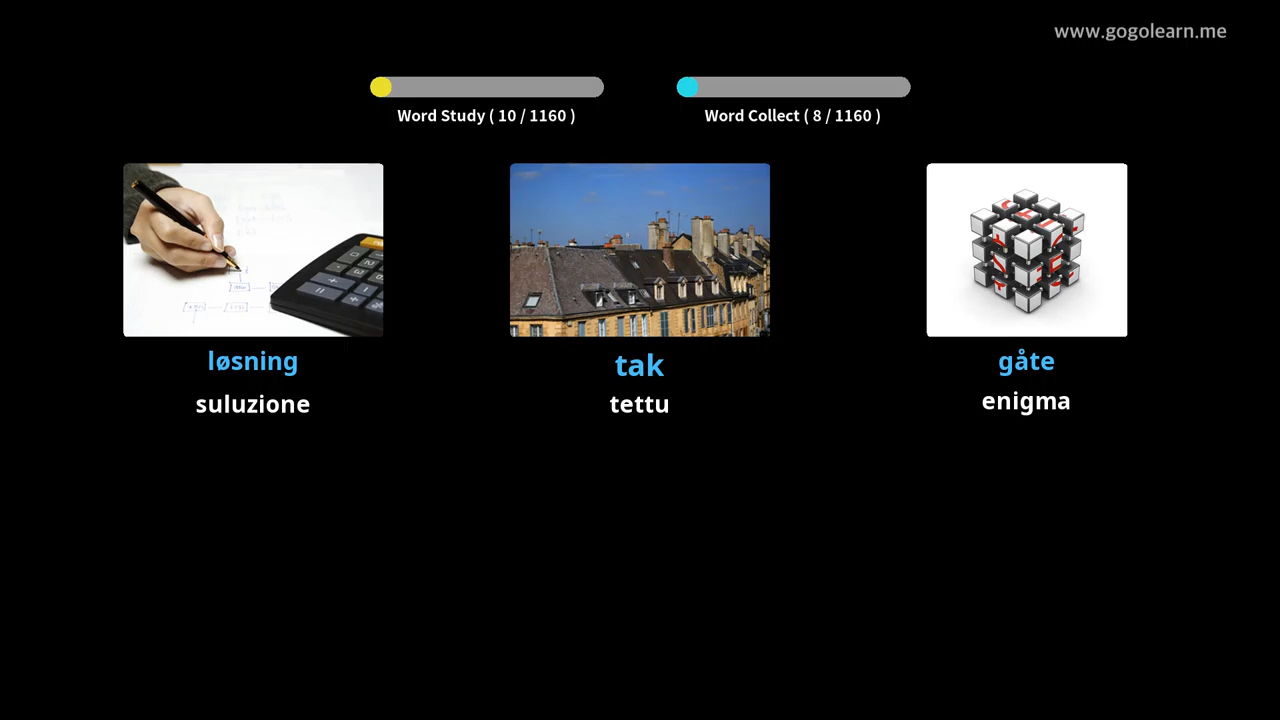 www.gogolearn.me
Word Study ( 10 / 1160 )
Word Collect ( 8 / 1160 )
løsning
suluzione
tak
tettu
gåte
enigma